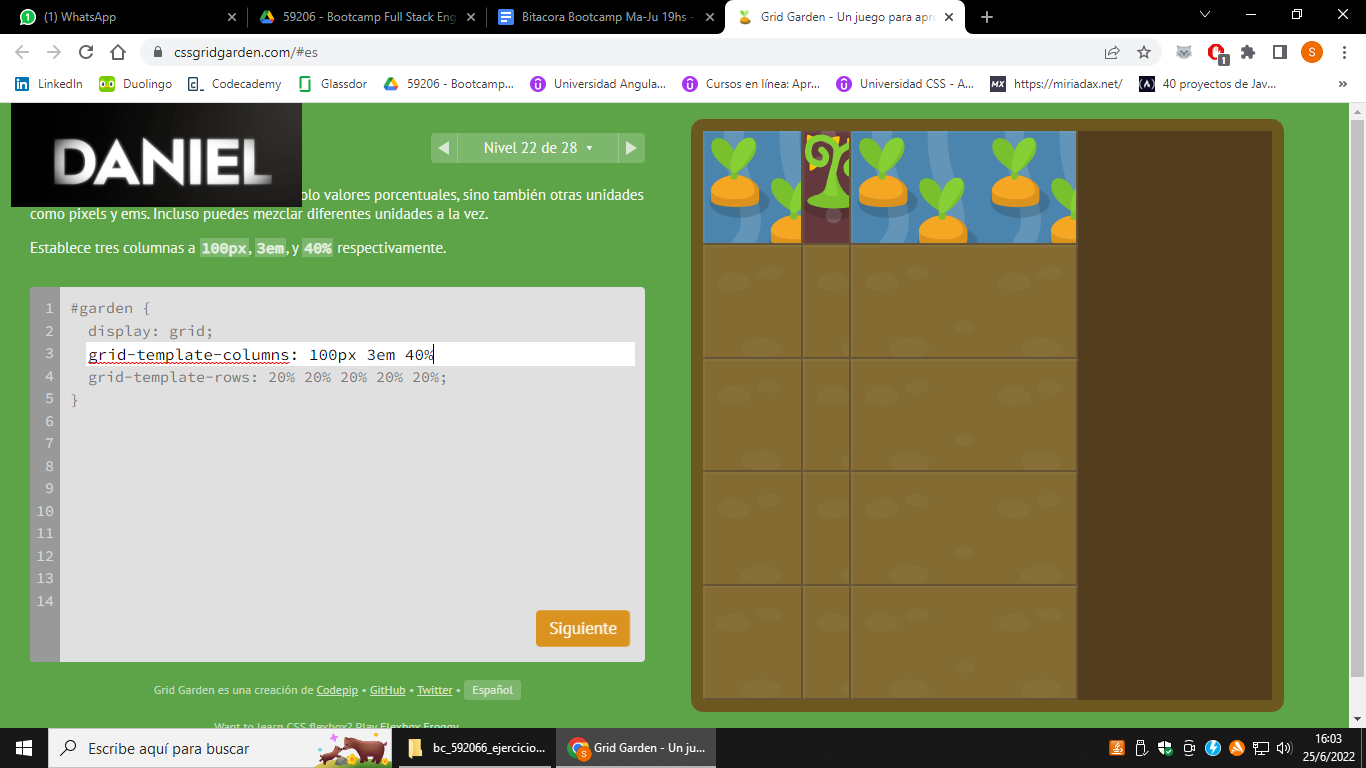 (1) WhatsApp
59206 - Bootcamp Full Stack Eng
Bitacora Bootcamp Ma-Ju 19hs -
Grid Garden - Un juego para apre
cssgridgarden.com/#es
S
1
LinkedIn
Duolingo
Codecademy
Glassdor
59206 - Bootcamp...
Universidad Angula...
Cursos en línea: Apr...
Universidad CSS - A...
MX
https://miriadax.net/
40 proyectos de Jav...
»
DANIEL
Nivel 22 de 28
olo valores porcentuales, sino también otras unidades
como pixels y ems. Incluso puedes mezclar diferentes unidades a la vez.
Establece tres columnas a 100px, 3em, y 40% respectivamente.
1 #garden {
2 display: grid;
3 grid-template-columns: 100px 3em 40%
4 grid-template-rows: 20% 20% 20% 20% 20%;
5 }
6
7
8
9
10
11
12
13
14
Siguiente
Grid Garden es una creación de Codepip • GitHub • Twitter • Español
Want to learn CSS flexbox? Play Flexbox Froggy.
Escribe aquí para buscar
bc_592066_ejercicio...
Grid Garden - Un ju...
16:03
25/6/2022